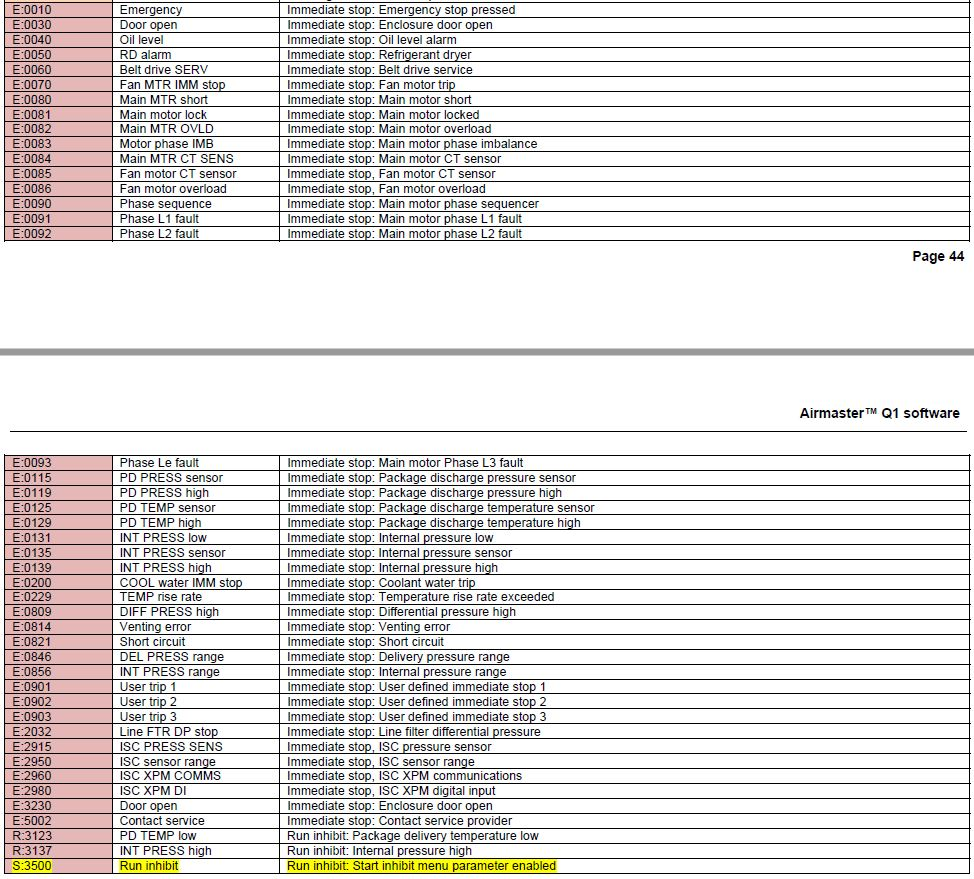 E:0010 Emergency Immediate stop: Emergency stop pressed
E:0030 Door open Immediate stop: Enclosure door open
E:0040 Oil level Immediate stop: Oil level alarm
E:0050 RD alarm Immediate stop: Refrigerant dryer
E:0060 Belt drive SERV Immediate stop: Belt drive service
E:0070 Fan MTR IMM stop Immediate stop: Fan motor trip
E:0080 Main MTR short Immediate stop: Main motor short
E:0081 Main motor lock Immediate stop: Main motor locked
E:0082 Main MTR OVLD Immediate stop: Main motor overload
E:0083 Motor phase IMB Immediate stop: Main motor phase imbalance
E:0084 Main MTR CT SENS Immediate stop: Main motor CT sensor
E:0085 Fan motor CT sensor Immediate stop, Fan motor CT sensor
E:0086 Fan motor overload Immediate stop, Fan motor overload
E:0090 Phase sequence Immediate stop: Main motor phase sequencer
E:0091 Phase L1 fault Immediate stop: Main motor phase L1 fault
E:0092 Phase L2 fault Immediate stop: Main motor phase L2 fault
Page 44
Airmaster™ Q1 software
E:0093 Phase Le fault Immediate stop: Main motor Phase L3 fault
E:0115 PD PRESS sensor Immediate stop: Package discharge pressure sensor
E:0119 PD PRESS high Immediate stop: Package discharge pressure high
E:0125 PD TEMP sensor Immediate stop: Package discharge temperature sensor
E:0129 PD TEMP high Immediate stop: Package discharge temperature high
E:0131 INT PRESS low Immediate stop: Internal pressure low
E:0135 INT PRESS sensor Immediate stop: Internal pressure sensor
E:0139 INT PRESS high Immediate stop: Internal pressure high
E:0200 COOL water IMM stop Immediate stop: Coolant water trip
E:0229 TEMP rise rate Immediate stop: Temperature rise rate exceeded
E:0809 DIFF PRESS high Immediate stop: Differential pressure high
E:0814 Venting error Immediate stop: Venting error
E:0821 Short circuit Immediate stop: Short circuit
E:0846 DEL PRESS range Immediate stop: Delivery pressure range
E:0856 INT PRESS range Immediate stop: Internal pressure range
E:0901 User trip 1 Immediate stop: User defined immediate stop 1
E:0902 User trip 2 Immediate stop: User defined immediate stop 2
E:0903 User trip 3 Immediate stop: User defined immediate stop 3
E:2032 Line FTR DP stop Immediate stop: Line filter differential pressure
E:2915 ISC PRESS SENS Immediate stop, ISC pressure sensor
E:2950 ISC sensor range Immediate stop, ISC sensor range
E:2960 ISC XPM COMMS Immediate stop, ISC XPM communications
E:2980 ISC XPM DI Immediate stop, ISC XPM digital input
E:3230 Door open Immediate stop: Enclosure door open
E:5002 Contact service Immediate stop: Contact service provider
R:3123 PD TEMP low Run inhibit: Package delivery temperature low
R:3137 INT PRESS high Run inhibit: Internal pressure high
S:3500 Run inhibit Run inhibit: Start inhibit menu parameter enabled